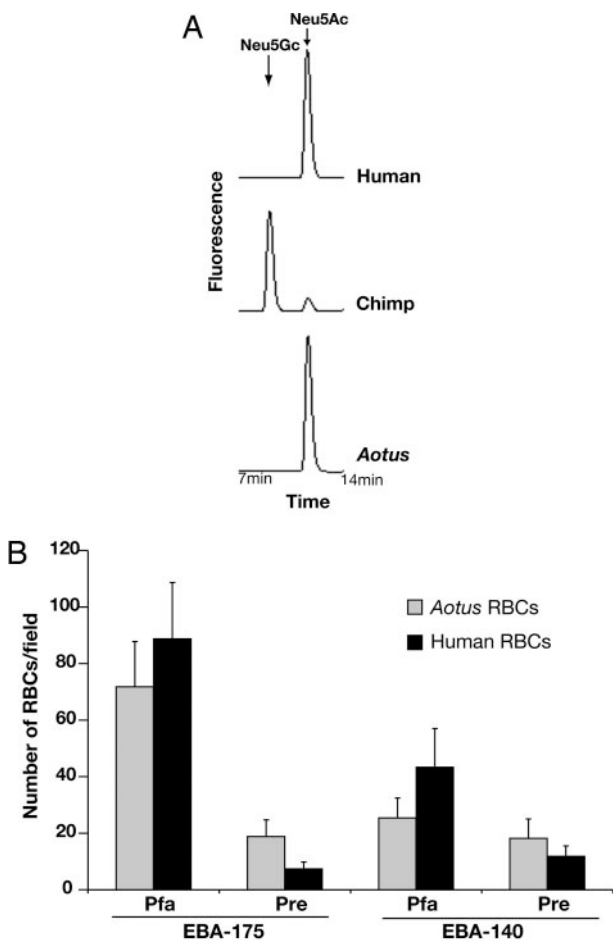 A
Neu5Ac
Neu5Gc
Human
Fluorescence
Chimp
Aotus
7min 14min
Time
B
120
100
80
60
40
20
0
Number of RBCs/field
Aotus RBCs
Human RBCs
Pfa Pre Pfa Pre
EBA-175 EBA-140